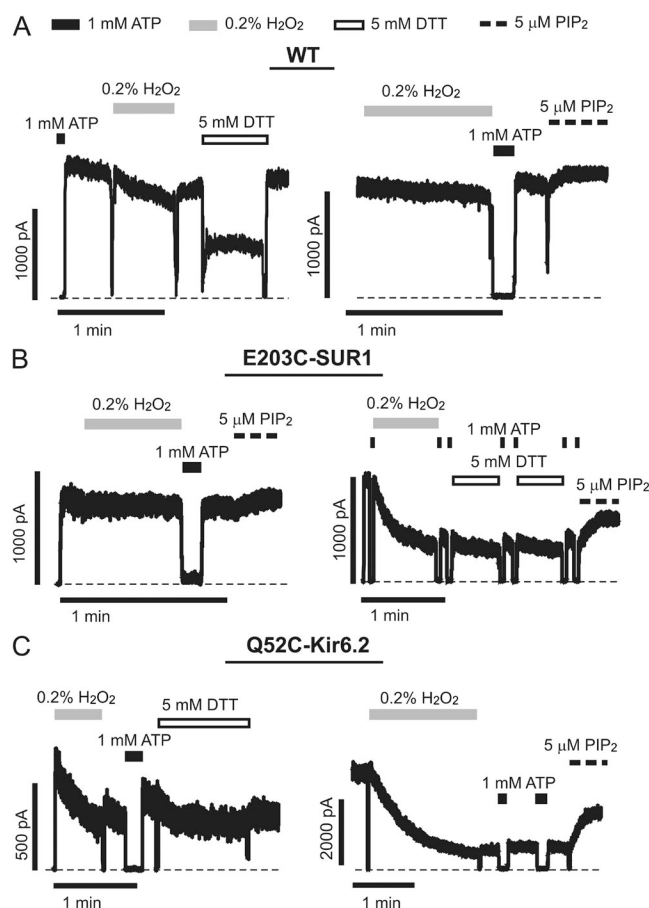 A 1 mM ATP 0.2% H2O2 5 mM DTT 5 µM PIP2
WT
0.2% H2O2
1 mM ATP
5 mM DTT
1000 pA
1 min
0.2% H2O2
5 µM PIP2
1 mM ATP
1000 pA
1 min
B
E203C-SUR1
0.2% H2O2
5 µM PIP2
1 mM ATP
1000 pA
1 min
0.2% H2O2
1 mM ATP
5 mM DTT
5 µM PIP2
1000 pA
1 min
C
Q52C-Kir6.2
0.2% H2O2
5 mM DTT
1 mM ATP
500 pA
1 min
0.2% H2O2
5 µM PIP2
1 mM ATP
2000 pA
1 min